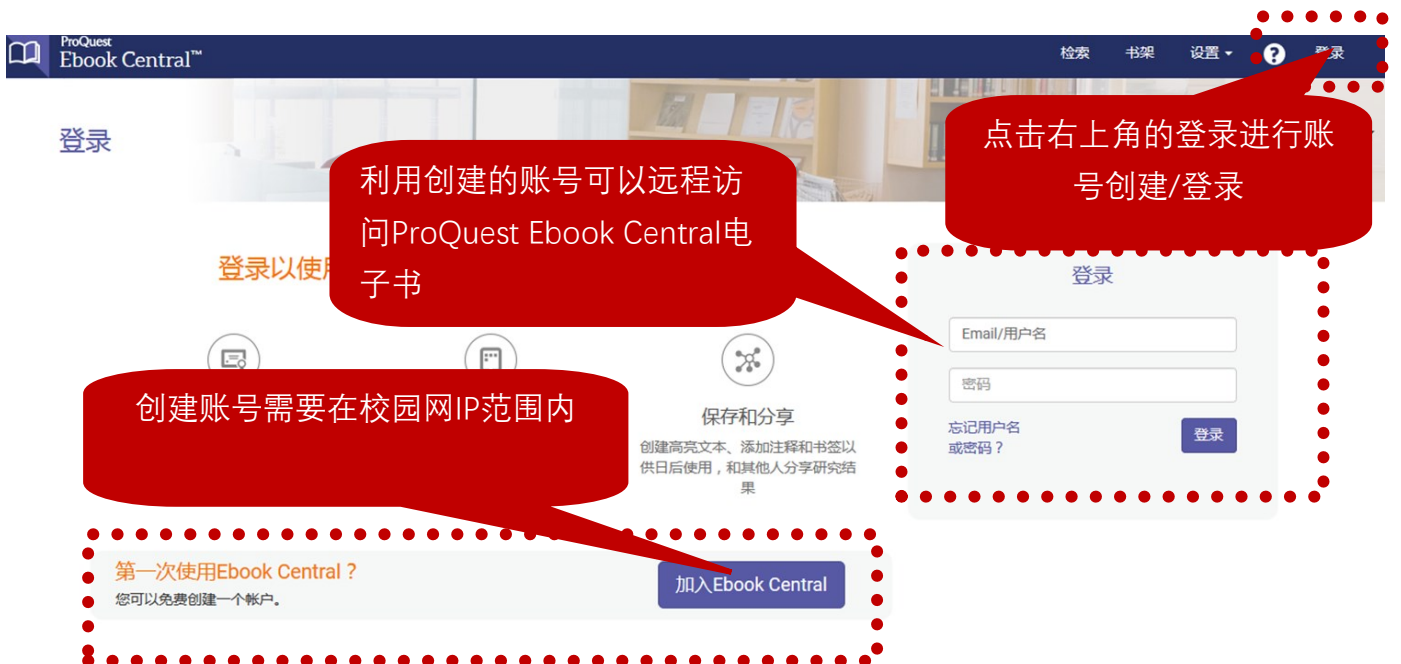 ProQuest
Ebook Central™
检索 书架 设置 ? 登录
登录
点击右上角的登录进行账
号创建/登录
利用创建的账号可以远程访
问ProQuest Ebook Central电
子书
登录以使
登录
Email/用户名
密码
忘记用户名
或密码？
登录
创建账号需要在校园网IP范围内
保存和分享
创建高亮文本、添加注释和书签以
供日后使用，和其他人分享研究结
果
第一次使用Ebook Central？
您可以免费创建一个帐户。
加入Ebook Central